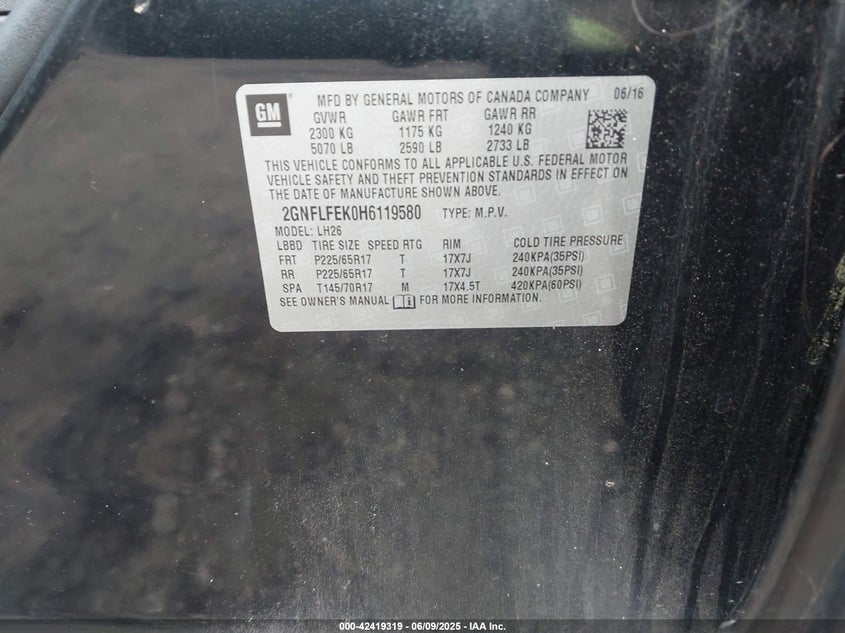 GM
MFD BY GENERAL MOTORS OF CANADA COMPANY 06/16
GVWR GAWR FRT GAWR RR
2300 KG 1175 KG 1240 KG
5070 LB 2590 LB 2733 LB
THIS VEHICLE CONFORMS TO ALL APPLICABLE U.S. FEDERAL MOTOR
VEHICLE SAFETY AND THEFT PREVENTION STANDARDS IN EFFECT ON
THE DATE OF MANUFACTURE SHOWN ABOVE.
2GNFLFEK0H6119580 TYPE: M.P.V.
MODEL: LH26
LBBD TIRE SIZE SPEED RTG RIM COLD TIRE PRESSURE
FRT P225/65R17 T 17X7J 240KPA(35PSI)
RR P225/65R17 T 17X7J 240KPA(35PSI)
SPA T145/70R17 M 17X4.5T 420KPA(60PSI)
SEE OWNER'S MANUAL i FOR MORE INFORMATION.
000-42419319 - 06/09/2025 - IAA Inc.